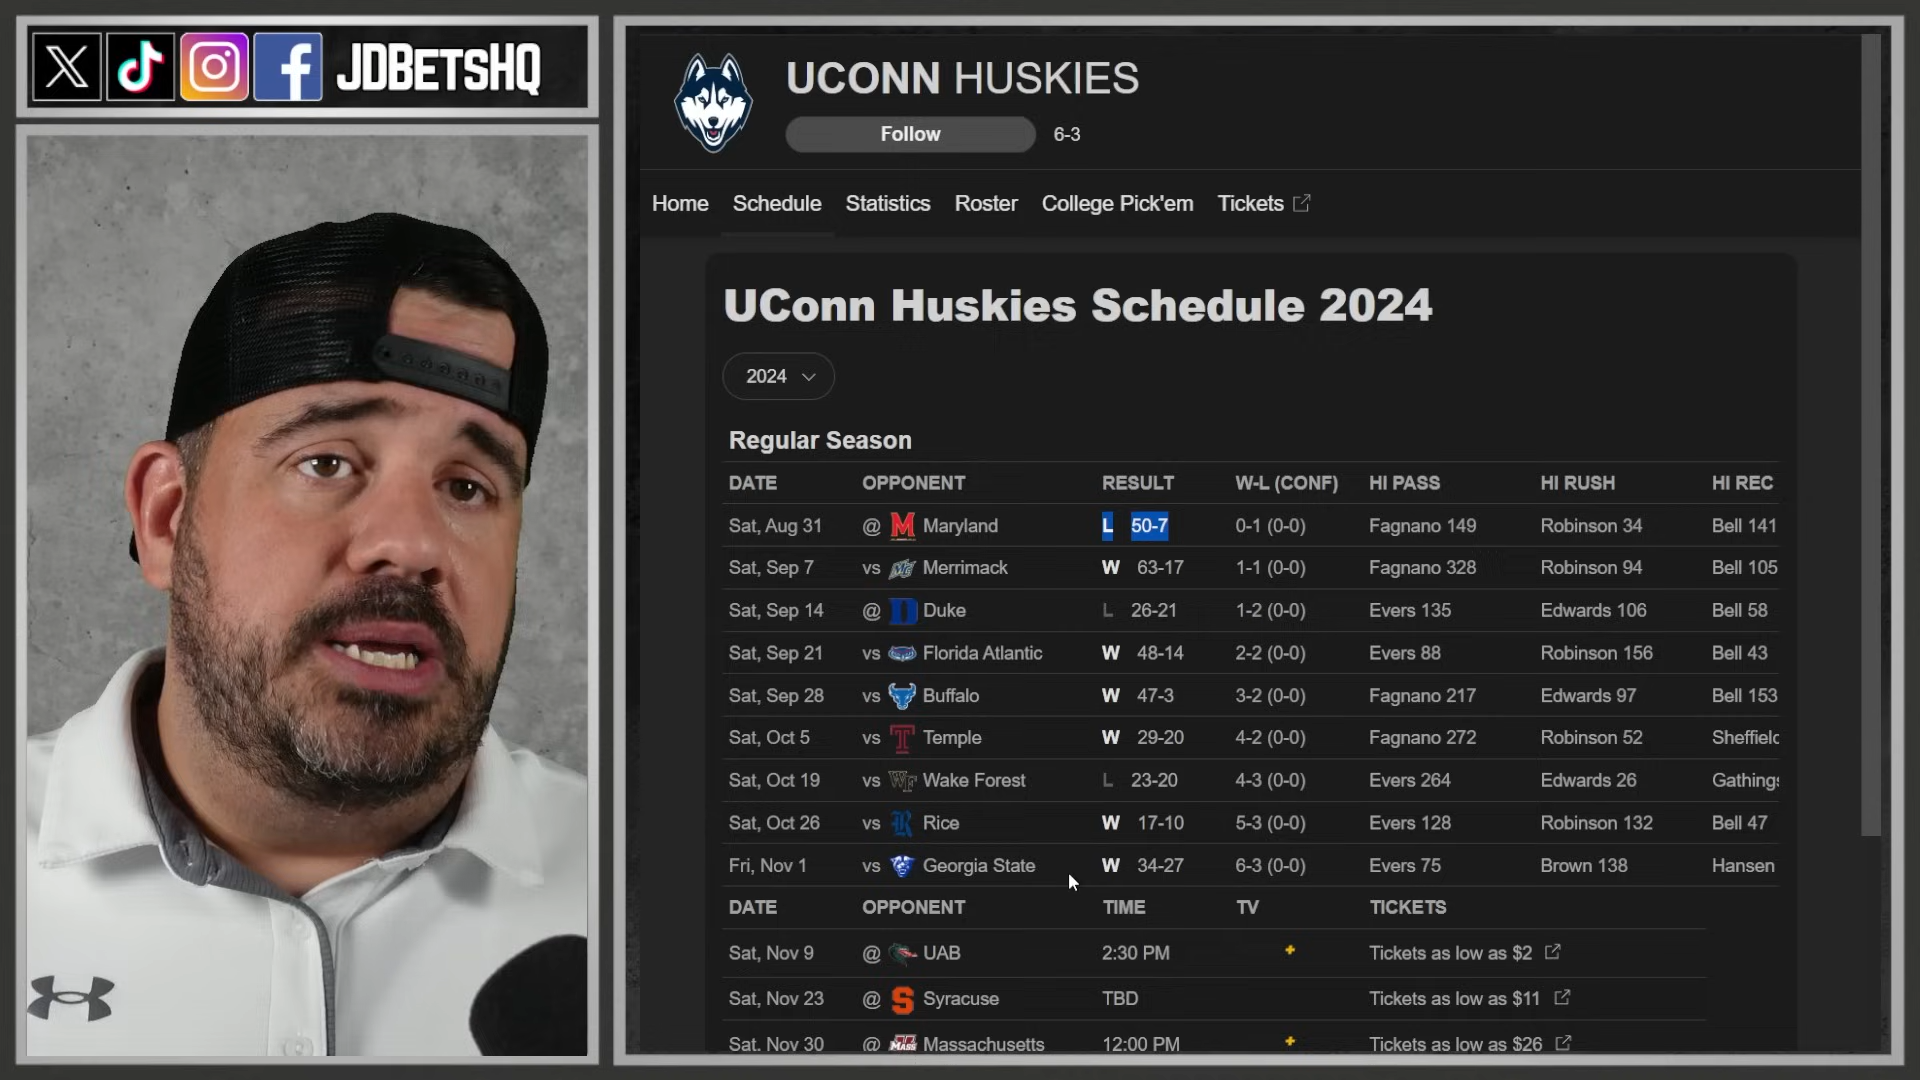 JDBETSHQ
UCONN HUSKIES
Follow 6-3
Home Schedule Statistics Roster College Pick'em Tickets
UConn Huskies Schedule 2024
2024
Regular Season
DATE OPPONENT RESULT W-L (CONF) HI PASS HI RUSH HI REC
Sat, Aug 31 @ Maryland L 50-7 0-1 (0-0) Fagnano 149 Robinson 34 Bell 141
Sat, Sep 7 vs Merrimack W 63-17 1-1 (0-0) Fagnano 328 Robinson 94 Bell 105
Sat, Sep 14 @ Duke L 26-21 1-2 (0-0) Evers 135 Edwards 106 Bell 58
Sat, Sep 21 vs Florida Atlantic W 48-14 2-2 (0-0) Evers 88 Robinson 156 Bell 43
Sat, Sep 28 vs Buffalo W 47-3 3-2 (0-0) Fagnano 217 Edwards 97 Bell 153
Sat, Oct 5 vs Temple W 29-20 4-2 (0-0) Fagnano 272 Robinson 52
Sat, Oct 19 vs Wake Forest L 23-20 4-3 (0-0) Evers 264 Edwards 26 Gathings
Sat, Oct 26 vs Rice W 17-10 5-3 (0-0) Evers 128 Robinson 132 Bell 47
Fri, Nov 1 vs Georgia State W 34-27 6-3 (0-0) Evers 75 Brown 138 Hansen
DATE OPPONENT TIME TV TICKETS
Sat, Nov 9 @ UAB 2:30 PM + Tickets as low as $2
Sat, Nov 23 @ Syracuse TBD Tickets as low as $11
Sat, Nov 30 @ Massachusetts 12:00 PM + Tickets as low as $26